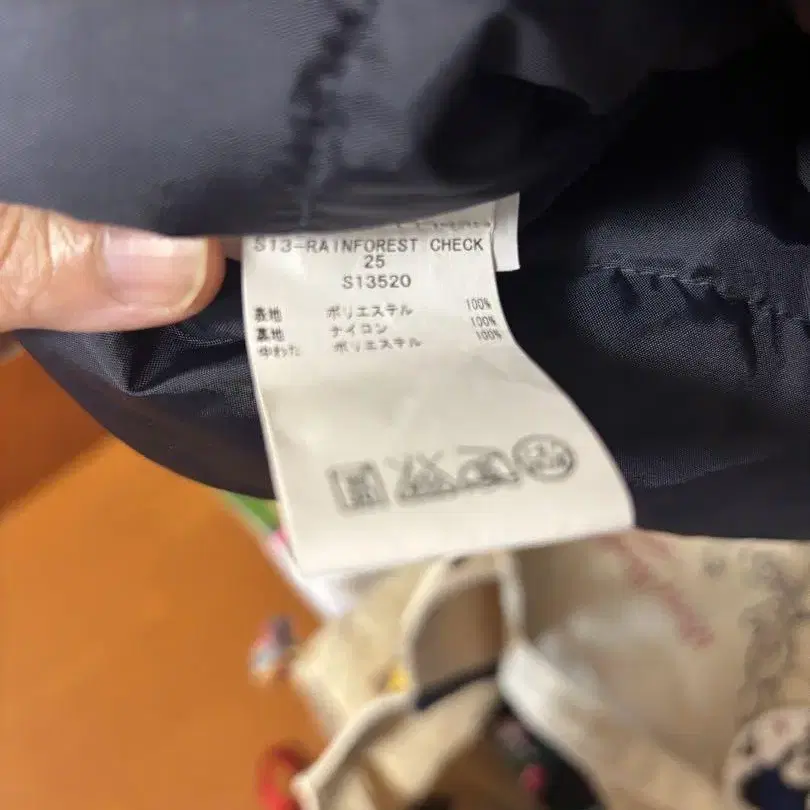 S13-RAINFOREST CHECK
25
S13520
表地 ポリエステル 100%
裏地 ナイロン 100%
中わた ポリエステル 100%